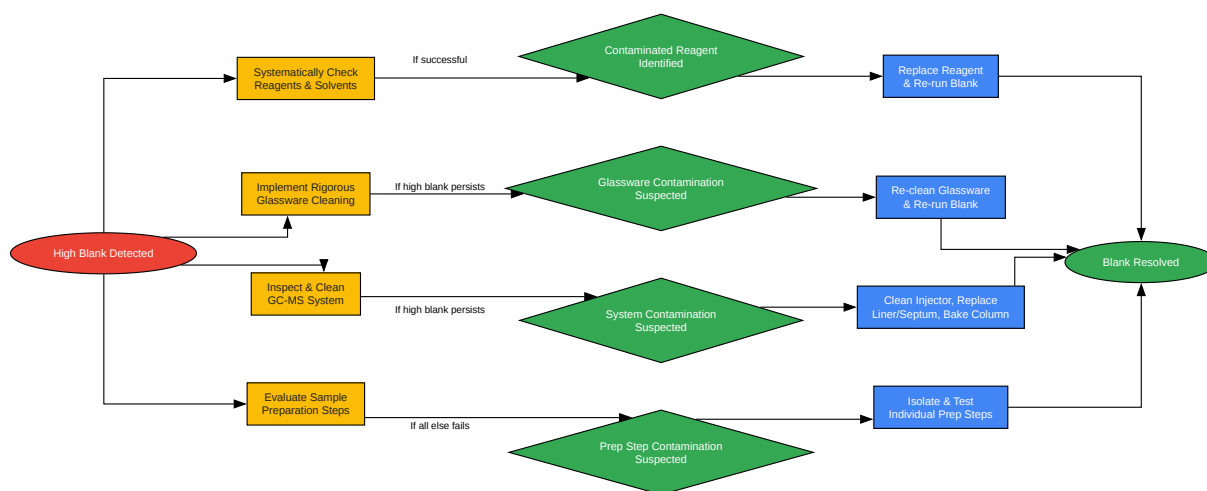 Contaminated Reagent
Identified
If successful
Systematically Check
Reagents & Solvents
Replace Reagent
& Re-run Blank
Implement Rigorous
Glassware Cleaning
If high blank persists
Glassware Contamination
Suspected
Re-clean Glassware
& Re-run Blank
High Blank Detected
Blank Resolved
Inspect & Clean
GC-MS System
If high blank persists
System Contamination
Suspected
Clean Injector, Replace
Liner/Septum, Bake Column
Evaluate Sample
Preparation Steps
If all else fails
Prep Step Contamination
Suspected
Isolate & Test
Individual Prep Steps